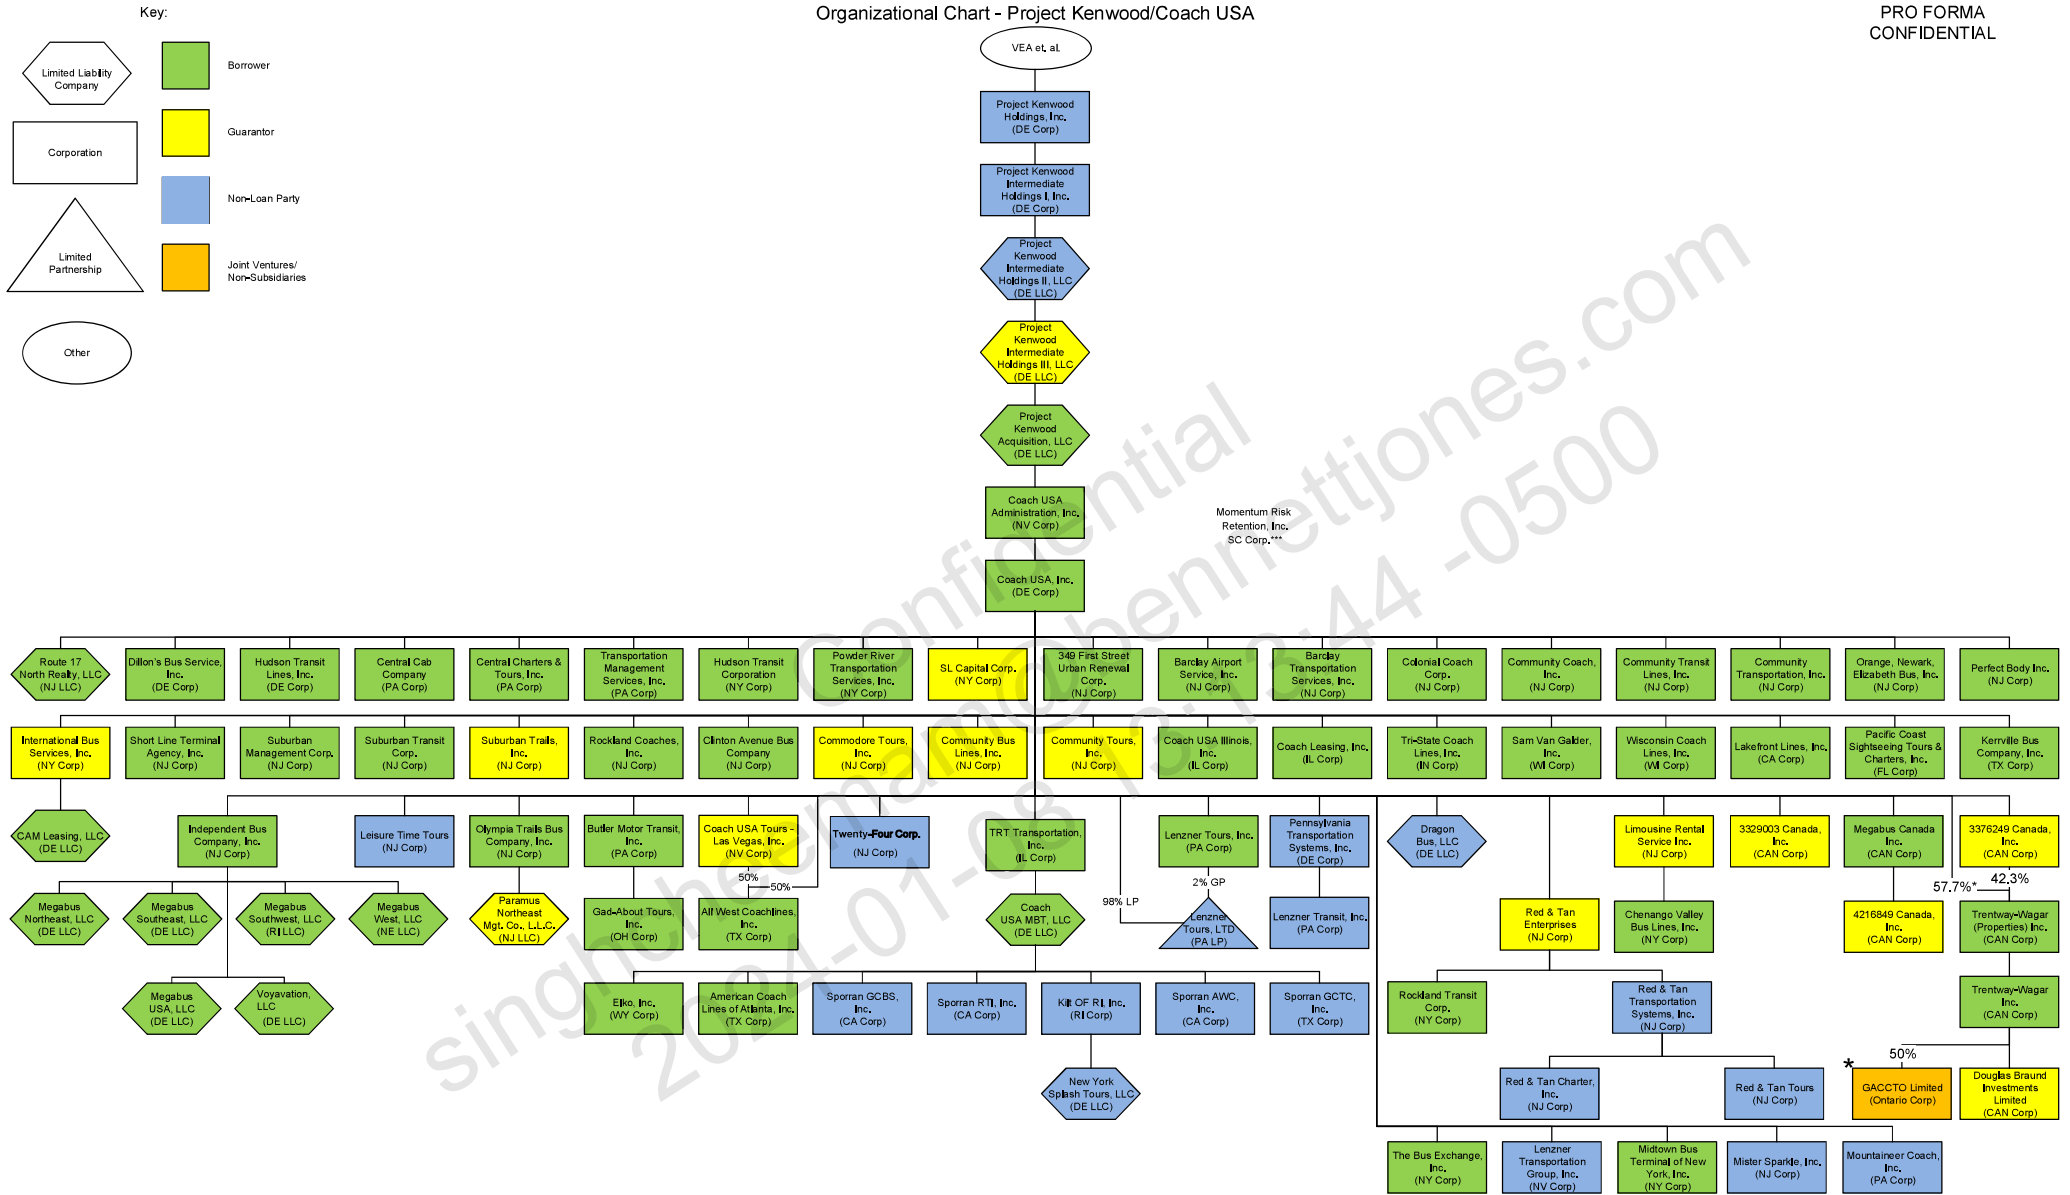 Key:
Organizational Chart - Project Kenwood/Coach USA
PRO FORMA
CONFIDENTIAL
Limited Liability
Company
Corporation
Limited
Partnership
Other
Borrower
Guarantor
Non-Loan Party
Joint Ventures/
Non-Subsidiaries
VEA et. al.
Project Kenwood
Holdings, Inc.
(DE Corp)
Project Kenwood
Intermediate
Holdings I, Inc.
(DE Corp)
Project
Kenwood
Intermediate
Holdings II, LLC
(DE LLC)
Project
Kenwood
Intermediate
Holdings III, LLC
(DE LLC)
Project
Kenwood
Acquisition, LLC
(DE LLC)
Coach USA
Administration, Inc.
(NV Corp)
Momentum Risk
Retention, Inc.
SC Corp.***
Coach USA, Inc.
(DE Corp)
Route 17
North Realty, LLC
(NJ LLC)
Dillon's Bus Service,
Inc.
(DE Corp)
Hudson Transit
Lines, Inc.
(DE Corp)
Central Cab
Company
(PA Corp)
Central Charters &
Tours, Inc.
(PA Corp)
Transportation
Management
Services, Inc.
(PA Corp)
Hudson Transit
Corporation
(NY Corp)
Powder River
Transportation
Services, Inc.
(NY Corp)
SL Capital Corp.
(NY Corp)
349 First Street
Urban Renewal
Corp.
(NJ Corp)
Barclay Airport
Service, Inc.
(NJ Corp)
Barclay
Transportation
Services, Inc.
(NJ Corp)
Colonial Coach
Corp.
(NJ Corp)
Community Coach,
Inc.
(NJ Corp)
Community Transit
Lines, Inc.
(NJ Corp)
Community
Transportation, Inc.
(NJ Corp)
Orange, Newark,
Elizabeth Bus, Inc.
(NJ Corp)
Perfect Body Inc.
(NJ Corp)
International Bus
Services, Inc.
(NY Corp)
Short Line Terminal
Agency, Inc.
(NJ Corp)
Suburban
Management Corp.
(NJ Corp)
Suburban Transit
Corp.
(NJ Corp)
Suburban Trails,
Inc.
(NJ Corp)
Rockland Coaches,
Inc.
(NJ Corp)
Clinton Avenue Bus
Company
(NJ Corp)
Commodore Tours,
Inc.
(NJ Corp)
Community Bus
Lines, Inc.
(NJ Corp)
Community Tours,
Inc.
(NJ Corp)
Coach USA Illinois,
Inc.
(IL Corp)
Coach Leasing, Inc.
(IL Corp)
Tri-State Coach
Lines, Inc.
(IN Corp)
Sam Van Galder,
Inc.
(WI Corp)
Wisconsin Coach
Lines, Inc.
(WI Corp)
Lakefront Lines, Inc.
(CA Corp)
Pacific Coast
Sightseeing Tours &
Charters, Inc.
(FL Corp)
Kerrville Bus
Company, Inc.
(TX Corp)
CAM Leasing, LLC
(DE LLC)
Independent Bus
Company, Inc.
(NJ Corp)
Leisure Time Tours
(NJ Corp)
Olympia Trails Bus
Company, Inc.
(NJ Corp)
Butler Motor Transit,
Inc.
(PA Corp)
Coach USA Tours -
Las Vegas, Inc.
(NV Corp)
Twenty-Four Corp.
(NJ Corp)
TRT Transportation,
Inc.
(IL Corp)
Lenzner Tours, Inc.
(PA Corp)
Pennsylvania
Transportation
Systems, Inc.
(DE Corp)
Dragon
Bus, LLC
(DE LLC)
Limousine Rental
Service Inc.
(NJ Corp)
3329003 Canada,
Inc.
(CAN Corp)
Megabus Canada
Inc.
(CAN Corp)
3376249 Canada,
Inc.
(CAN Corp)
50%
50%
98% LP
2% GP
57.7%*
42.3%
Megabus
Northeast, LLC
(DE LLC)
Megabus
Southeast, LLC
(DE LLC)
Megabus
Southwest, LLC
(RI LLC)
Megabus
West, LLC
(NE LLC)
Paramus
Northeast
Mgt. Co., L.L.C.
(NJ LLC)
Gad-About Tours,
Inc.
(OH Corp)
All West Coachlines,
Inc.
(TX Corp)
Coach
USA MBT, LLC
(DE LLC)
Lenzner
Tours, LTD
(PA LP)
Lenzner Transit, Inc.
(PA Corp)
Red & Tan
Enterprises
(NJ Corp)
Chenango Valley
Bus Lines, Inc.
(NY Corp)
4216849 Canada,
Inc.
(CAN Corp)
Trentway-Wagar
(Properties) Inc.
(CAN Corp)
Megabus
USA, LLC
(DE LLC)
Voyavation,
LLC
(DE LLC)
Elko, Inc.
(WY Corp)
American Coach
Lines of Atlanta, Inc.
(TX Corp)
Sporran GCBS,
Inc.
(CA Corp)
Sporran RTI, Inc.
(CA Corp)
Kilt OF RI, Inc.
(RI Corp)
Sporran AWC,
Inc.
(CA Corp)
Sporran GCTC,
Inc.
(TX Corp)
Rockland Transit
Corp.
(NY Corp)
Red & Tan
Transportation
Systems, Inc.
(NJ Corp)
Trentway-Wagar
Inc.
(CAN Corp)
New York
Splash Tours, LLC
(DE LLC)
Red & Tan Charter,
Inc.
(NJ Corp)
Red & Tan Tours
(NJ Corp)
50%
*
GACCTO Limited
(Ontario Corp)
Douglas Braund
Investments
Limited
(CAN Corp)
The Bus Exchange,
Inc.
(NY Corp)
Lenzner
Transportation
Group, Inc.
(NV Corp)
Midtown Bus
Terminal of New
York, Inc.
(NY Corp)
Mister Sparkle, Inc.
(NJ Corp)
Mountaineer Coach,
Inc.
(PA Corp)
Confidential
singhcheemam@bennettjones.com
2024-01-08 13:13:44 -0500